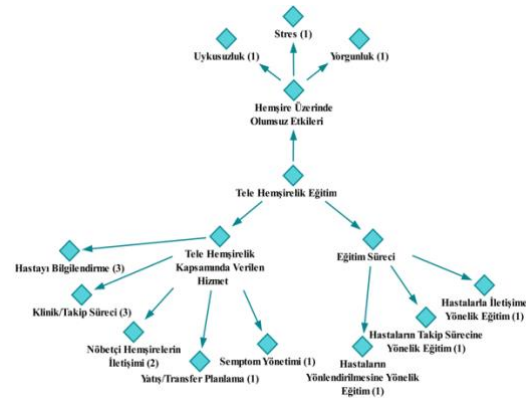 Stres (1)
Uykusuzluk (1)
Yorgunluk (1)
Hemşire Üzerinde
Olumsuz Etkileri
Tele Hemşirelik Eğitim
Tele Hemşirelik
Kapsamında Verilen
Hizmet
Eğitim Süreci
Hastayı Bilgilendirme (3)
Klinik/Takip Süreci (3)
Nöbetçi Hemşirelerin
İletişimi (2)
Yatış/Transfer Planlama (1)
Semptom Yönetimi (1)
Hastaların
Yönlendirilmesine Yönelik
Eğitim (1)
Hastaların Takip Sürecine
Yönelik Eğitim (1)
Hastalarla İletişime
Yönelik Eğitim (1)